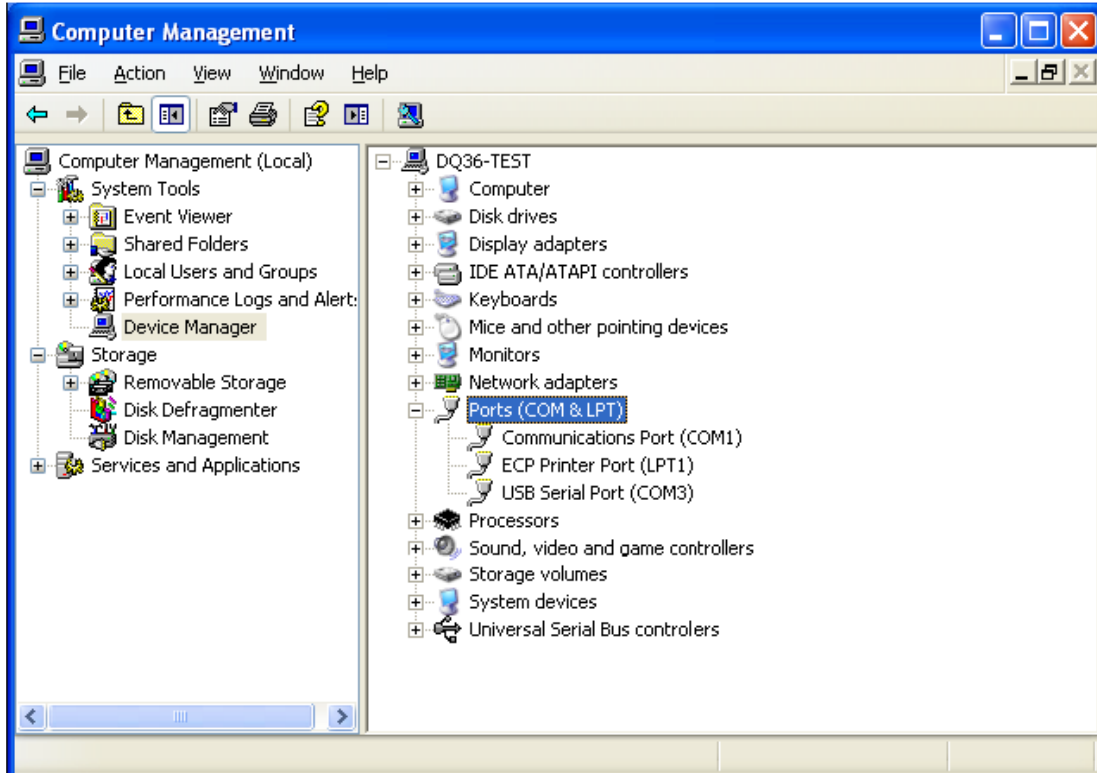 Computer Management
File Action View Window Help
Computer Management (Local)
System Tools
Event Viewer
Shared Folders
Local Users and Groups
Performance Logs and Alert:
Device Manager
Storage
Removable Storage
Disk Defragmenter
Disk Management
Services and Applications
DQ36-TEST
Computer
Disk drives
Display adapters
IDE ATA/ATAPI controllers
Keyboards
Mice and other pointing devices
Monitors
Network adapters
Ports (COM & LPT)
Communications Port (COM1)
ECP Printer Port (LPT1)
USB Serial Port (COM3)
Processors
Sound, video and game controllers
Storage volumes
System devices
Universal Serial Bus controlers